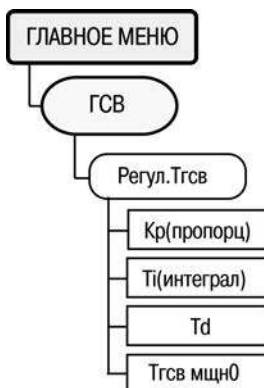 ГЛАВНОЕ МЕНЮ
ГСВ
Регул.Тгсв
Кр(пропорц)
Ti(интеграл)
Td
Тгсв мщн0